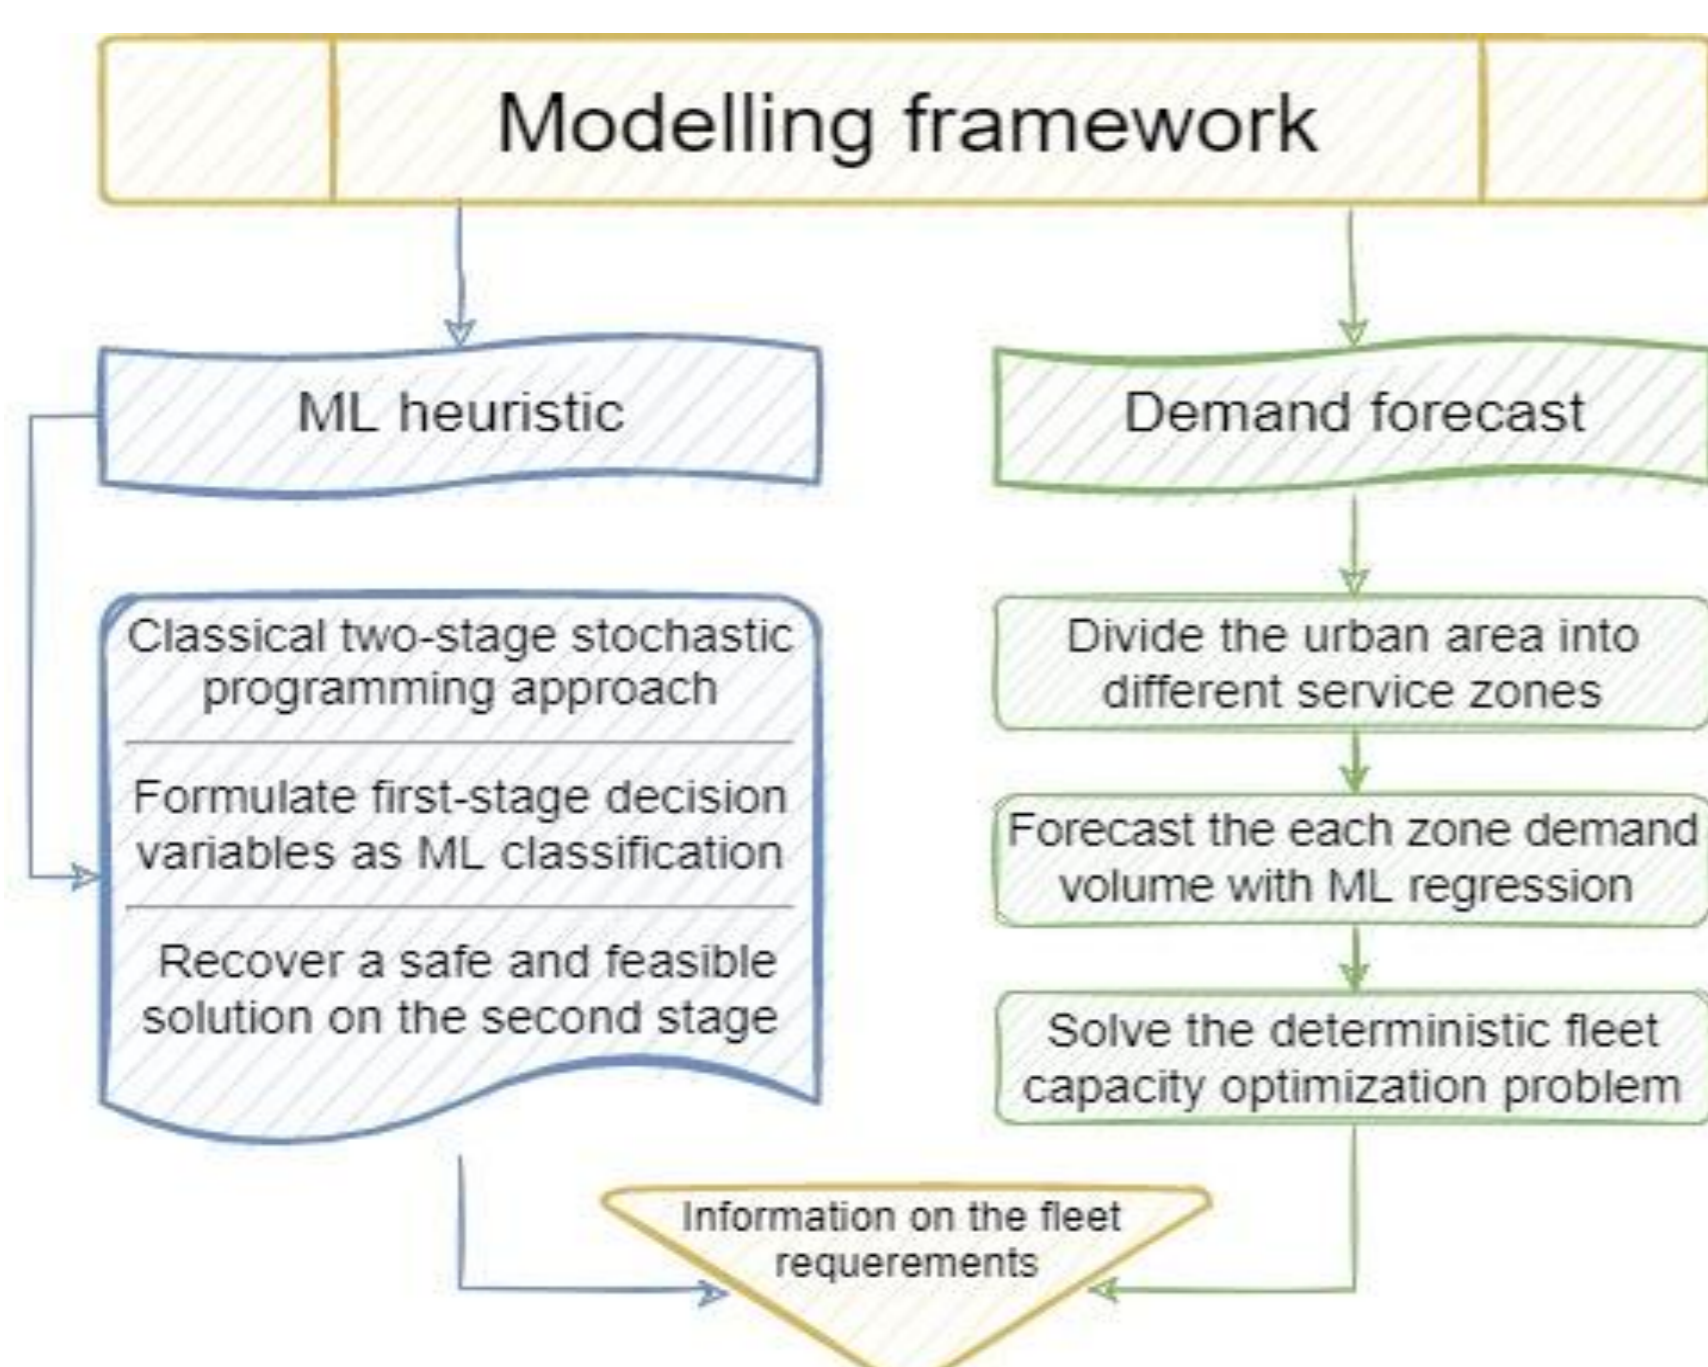 Modelling framework
ML heuristic
Classical two-stage stochastic
programming approach
Formulate first-stage decision
variables as ML classification
Recover a safe and feasible
solution on the second stage
Demand forecast
Divide the urban area into
different service zones
Forecast the each zone demand
volume with ML regression
Solve the deterministic fleet
capacity optimization problem
Information on the fleet
requerements